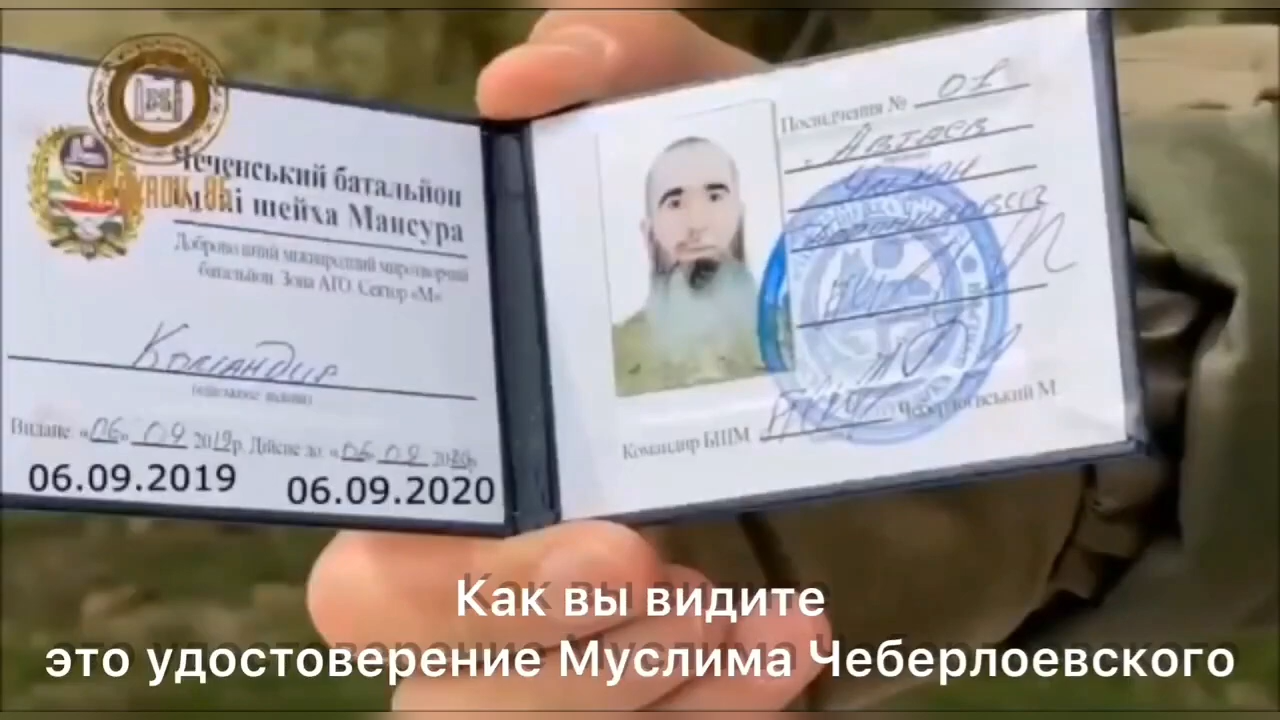 Чеченський батальйон
імені шейха Мансура
Добровольчий міжнародний миротворчий
батальйон. Зона АТО. Сектор «М»
Командир
Видане: «06» 09 2019р. Дійсне до: «06» 09 2020р
06.09.2019 06.09.2020
Посвідчення № 01
Автаев
Командир БШМ
Чеберлоєвський М
Как вы видите
это удостоверение Муслима Чеберлоевского